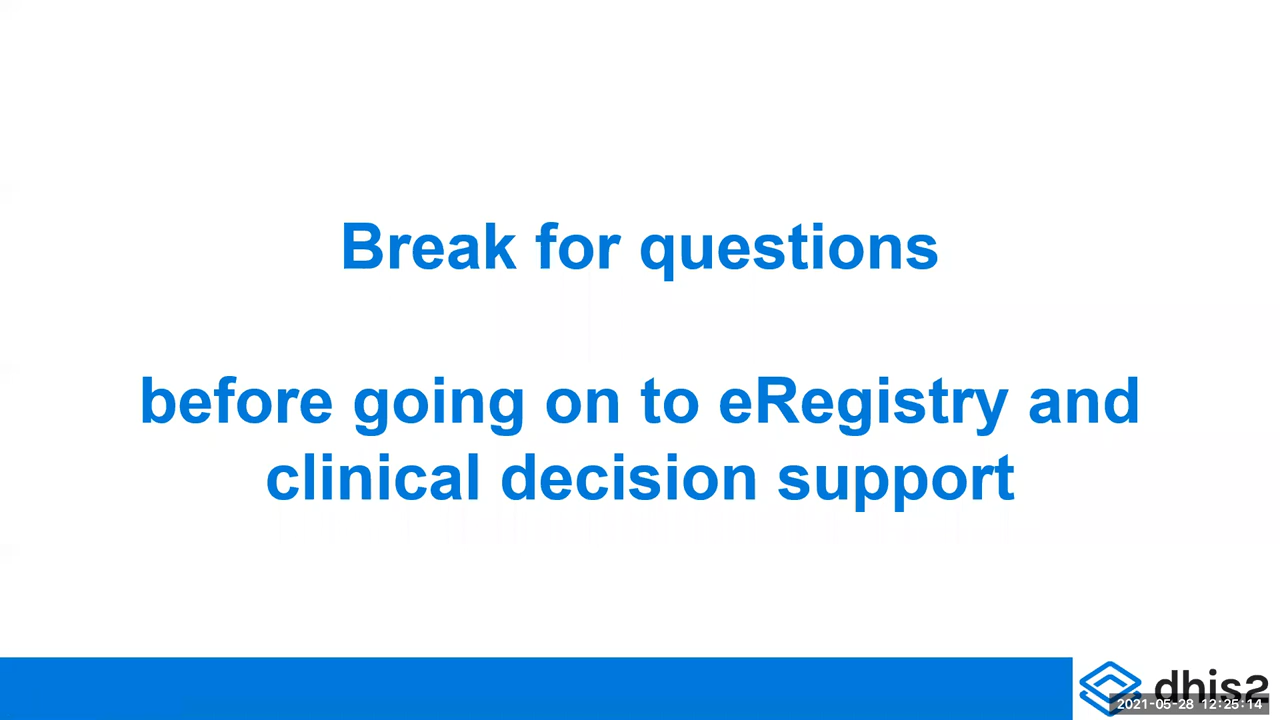 Break for questions
before going on to eRegistry and
clinical decision support
dhis2
2021-05-28 12:25:14